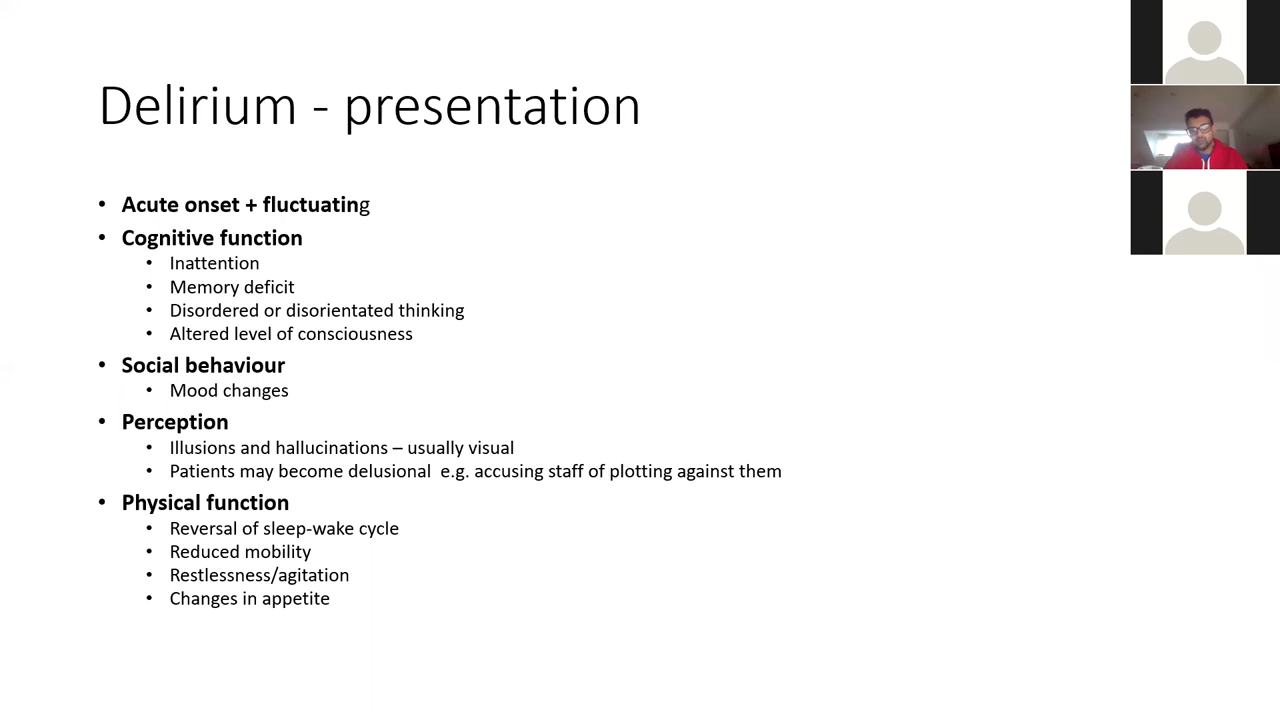 Delirium - presentation
• Acute onset + fluctuating
• Cognitive function
• Inattention
• Memory deficit
• Disordered or disorientated thinking
• Altered level of consciousness
• Social behaviour
• Mood changes
• Perception
• Illusions and hallucinations – usually visual
• Patients may become delusional  e.g. accusing staff of plotting against them
• Physical function
• Reversal of sleep-wake cycle
• Reduced mobility
• Restlessness/agitation
• Changes in appetite